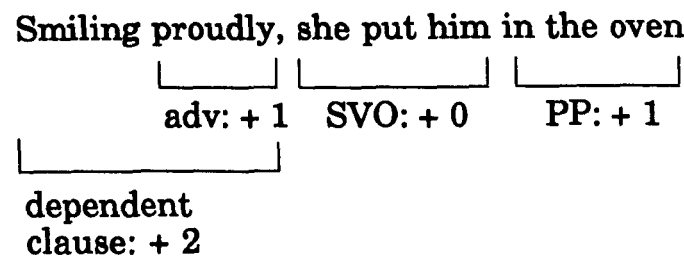 Smiling proudly, she put him in the oven
adv: + 1 SVO: + 0 PP: + 1
dependent
clause: + 2